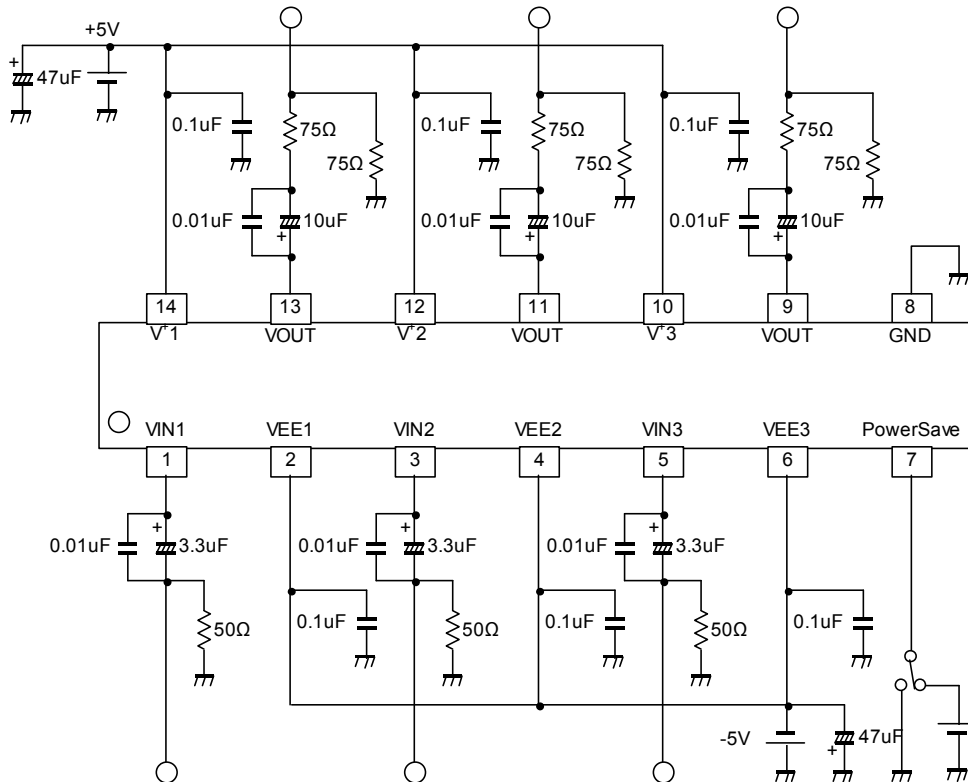 +5V
+ 47uF
0.1uF 75Ω 0.1uF 75Ω 0.1uF 75Ω
75Ω 75Ω 75Ω
0.01uF 10uF 0.01uF 10uF 0.01uF 10uF
+ + +
14 13 12 11 10 9 8
V+1 VOUT V+2 VOUT V+3 VOUT GND
VIN1 VEE1 VIN2 VEE2 VIN3 VEE3 PowerSave
1 2 3 4 5 6 7
+ + +
0.01uF 3.3uF 0.01uF 3.3uF 0.01uF 3.3uF
50Ω 0.1uF 50Ω 0.1uF 50Ω 0.1uF
-5V + 47uF